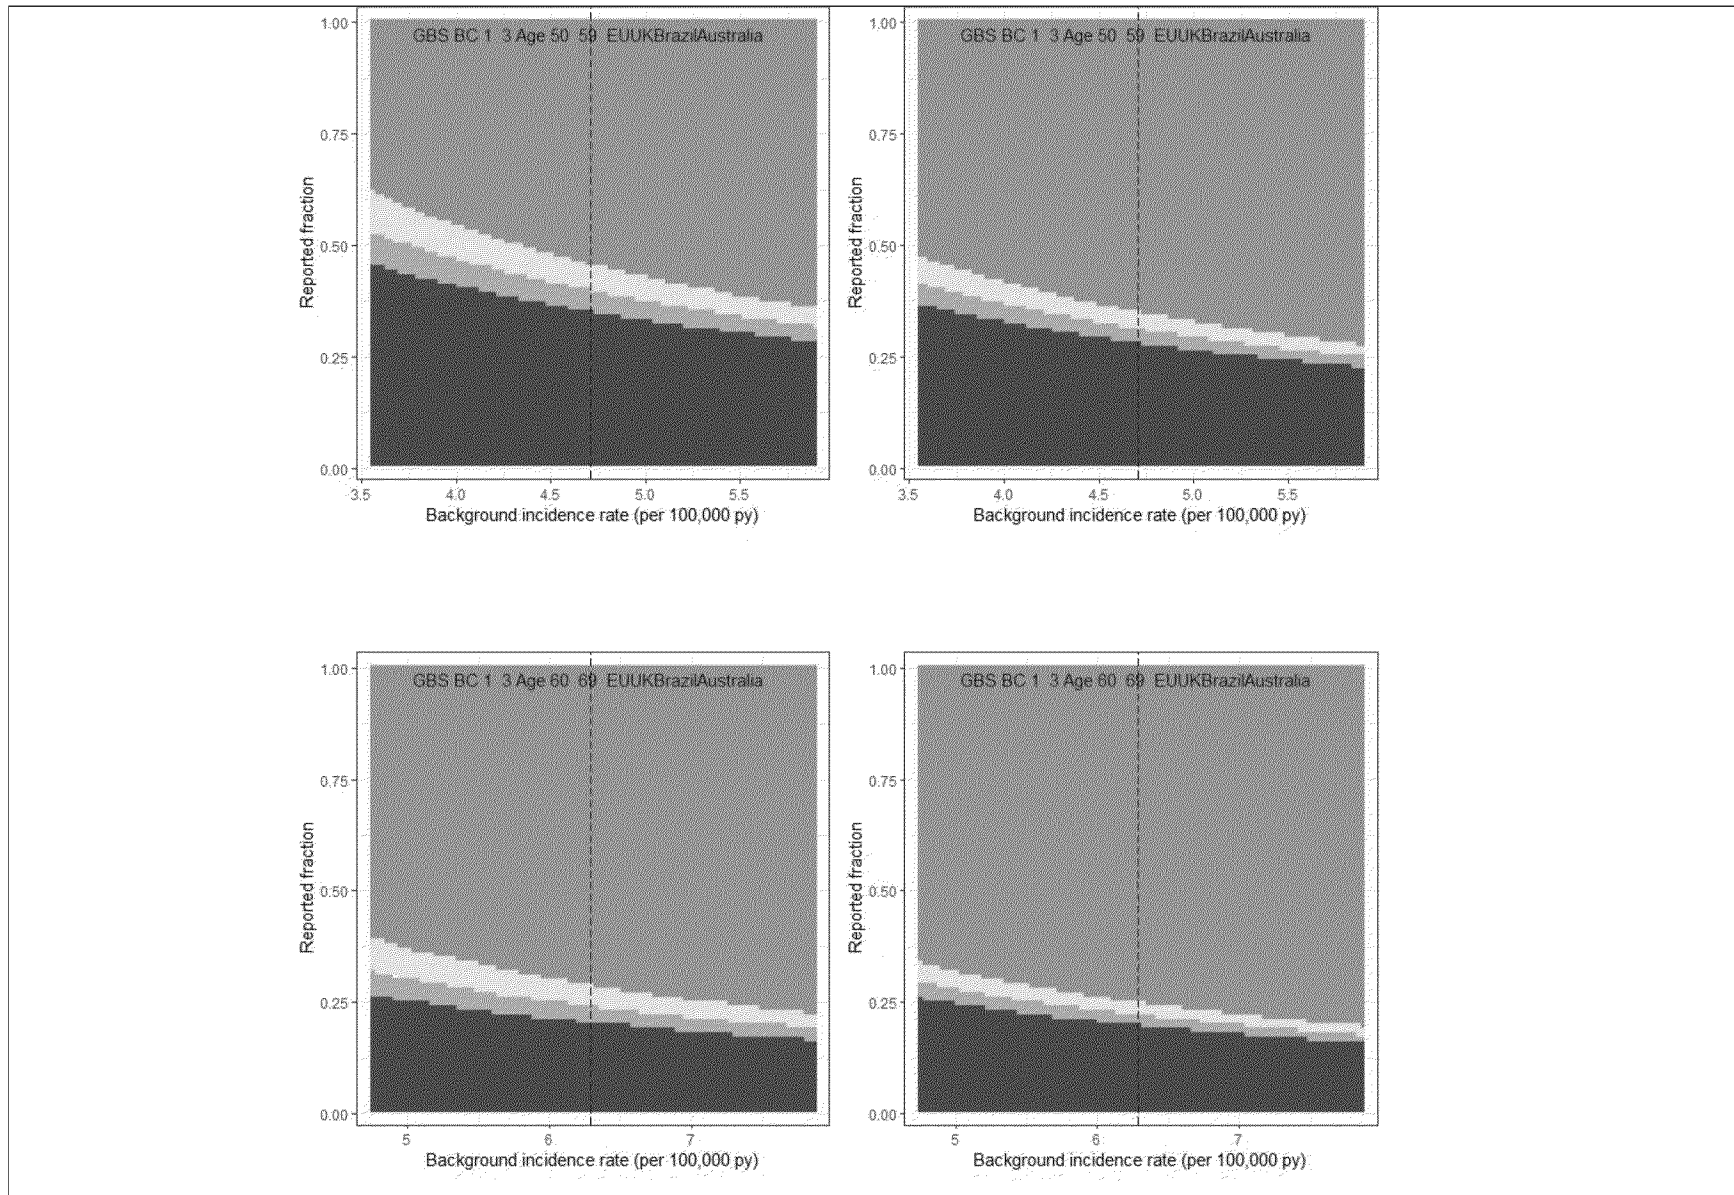 GBS BC 1 3 Age 50 59 EUUKBrazilAustralia
1.00
0.75
0.50
0.25
0.00
Reported fraction
3.5 4.0 4.5 5.0 5.5
Background incidence rate (per 100,000 py)
GBS BC 1 3 Age 50 59 EUUKBrazilAustralia
1.00
0.75
0.50
0.25
0.00
Reported fraction
3.5 4.0 4.5 5.0 5.5
Background incidence rate (per 100,000 py)
GBS BC 1 3 Age 60 69 EUUKBrazilAustralia
1.00
0.75
0.50
0.25
0.00
Reported fraction
5 6 7
Background incidence rate (per 100,000 py)
GBS BC 1 3 Age 60 69 EUUKBrazilAustralia
1.00
0.75
0.50
0.25
0.00
Reported fraction
5 6 7
Background incidence rate (per 100,000 py)